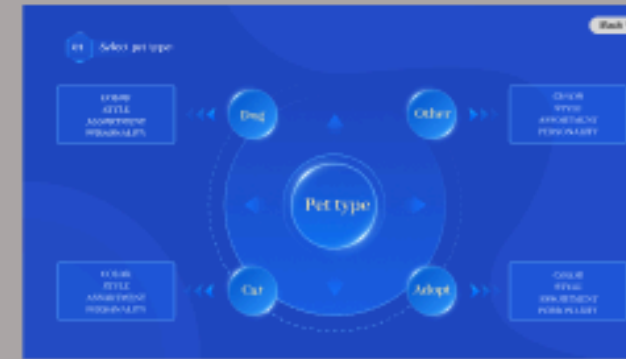 01 Select pet type
Back
COLOR
STYLE
ASSORTMENT
PERSONALITY
Dog
Other
COLOR
STYLE
ASSORTMENT
PERSONALITY
Pet type
COLOR
STYLE
ASSORTMENT
PERSONALITY
Cat
Adopt
COLOR
STYLE
ASSORTMENT
PERSONALITY